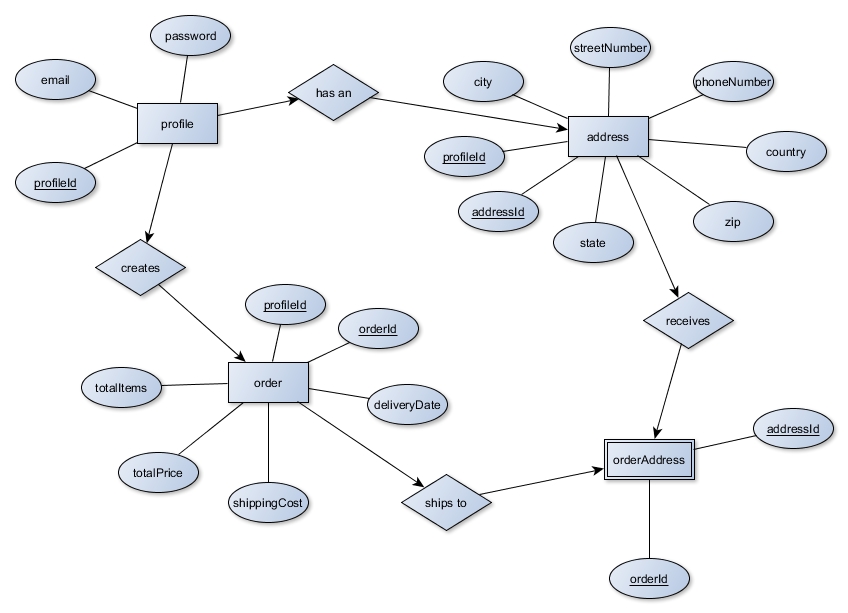 password
streetNumber
email
city
phoneNumber
has an
profile
address
profileId
country
profileId
addressId
zip
state
creates
profileId
orderId
receives
order
totalItems
deliveryDate
addressId
orderAddress
totalPrice
shippingCost
ships to
orderId